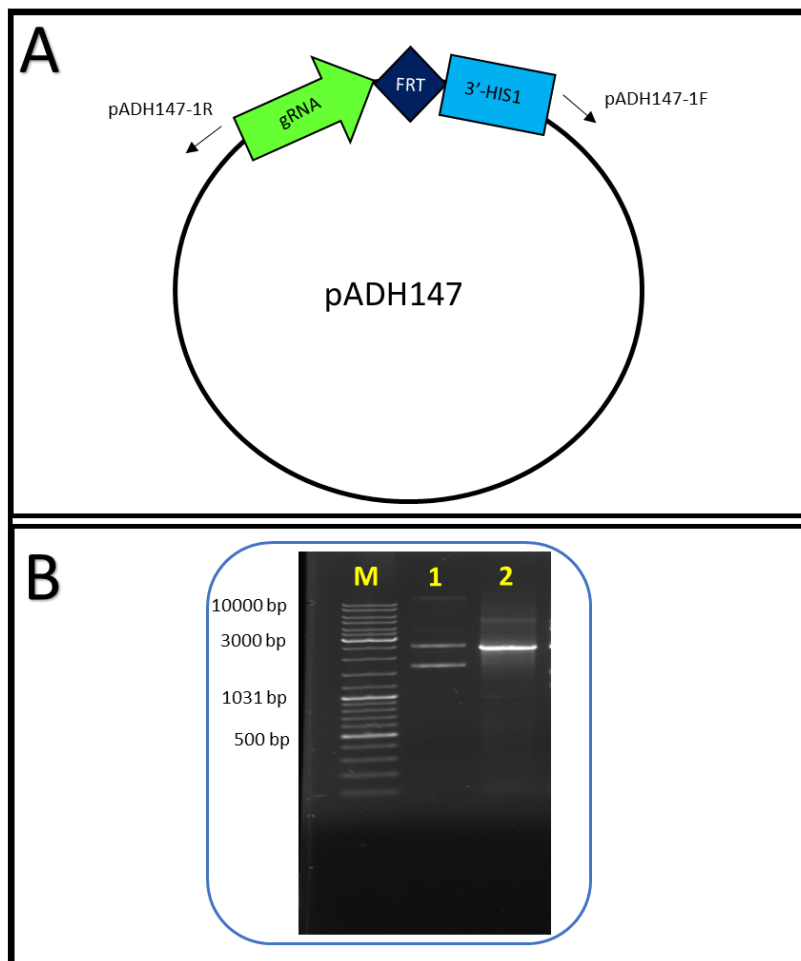 A
pADH147-1R
gRNA
FRT
3’-HIS1
pADH147-1F
pADH147
B
M 1 2
10000 bp
3000 bp
1031 bp
500 bp